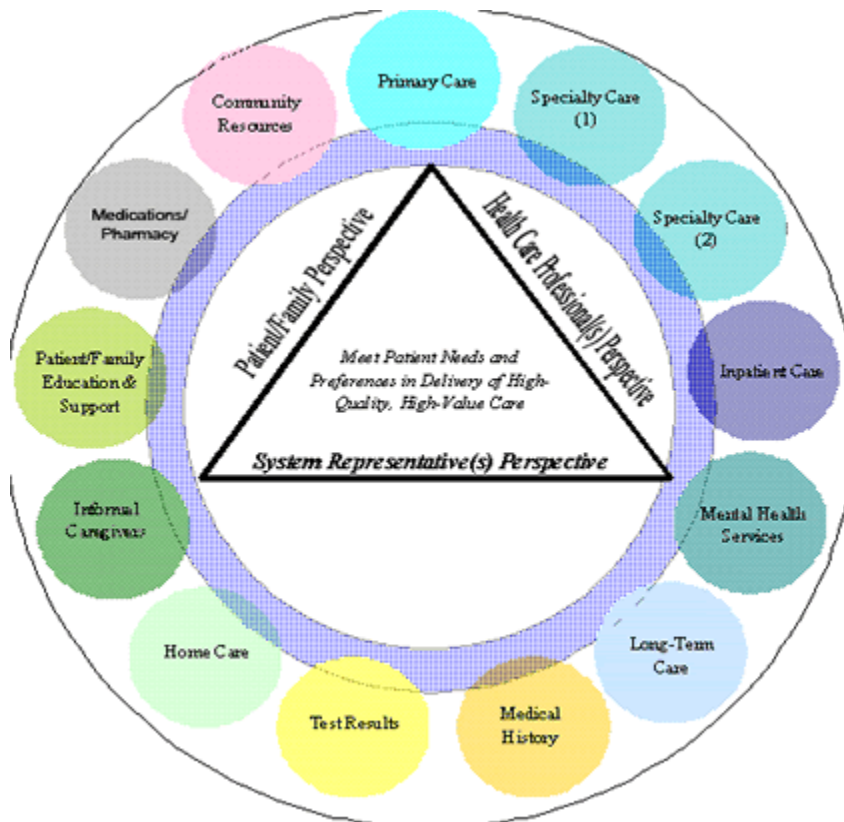 Primary Care
Specialty Care
(1)
Specialty Care
(2)
Inpatient Care
Mental Health
Services
Long-Term
Care
Medical
History
Test Results
Home Care
Informal
Caregivers
Patient/Family
Education &
Support
Medications/
Pharmacy
Community
Resources
Patient/Family Perspective
Health Care Professional(s) Perspective
Meet Patient Needs and
Preferences in Delivery of High-
Quality, High-Value Care
System Representative(s) Perspective